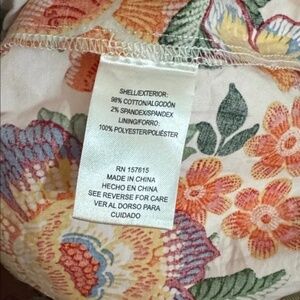 SHELL/EXTERIOR:
98% COTTON/ALGODÓN
2% SPANDEX/SPANDEX
LINING/FORRO:
100% POLYESTER/POLIÉSTER
RN 157615
MADE IN CHINA
HECHO EN CHINA
SEE REVERSE FOR CARE
VER AL DORSO PARA
CUIDADO